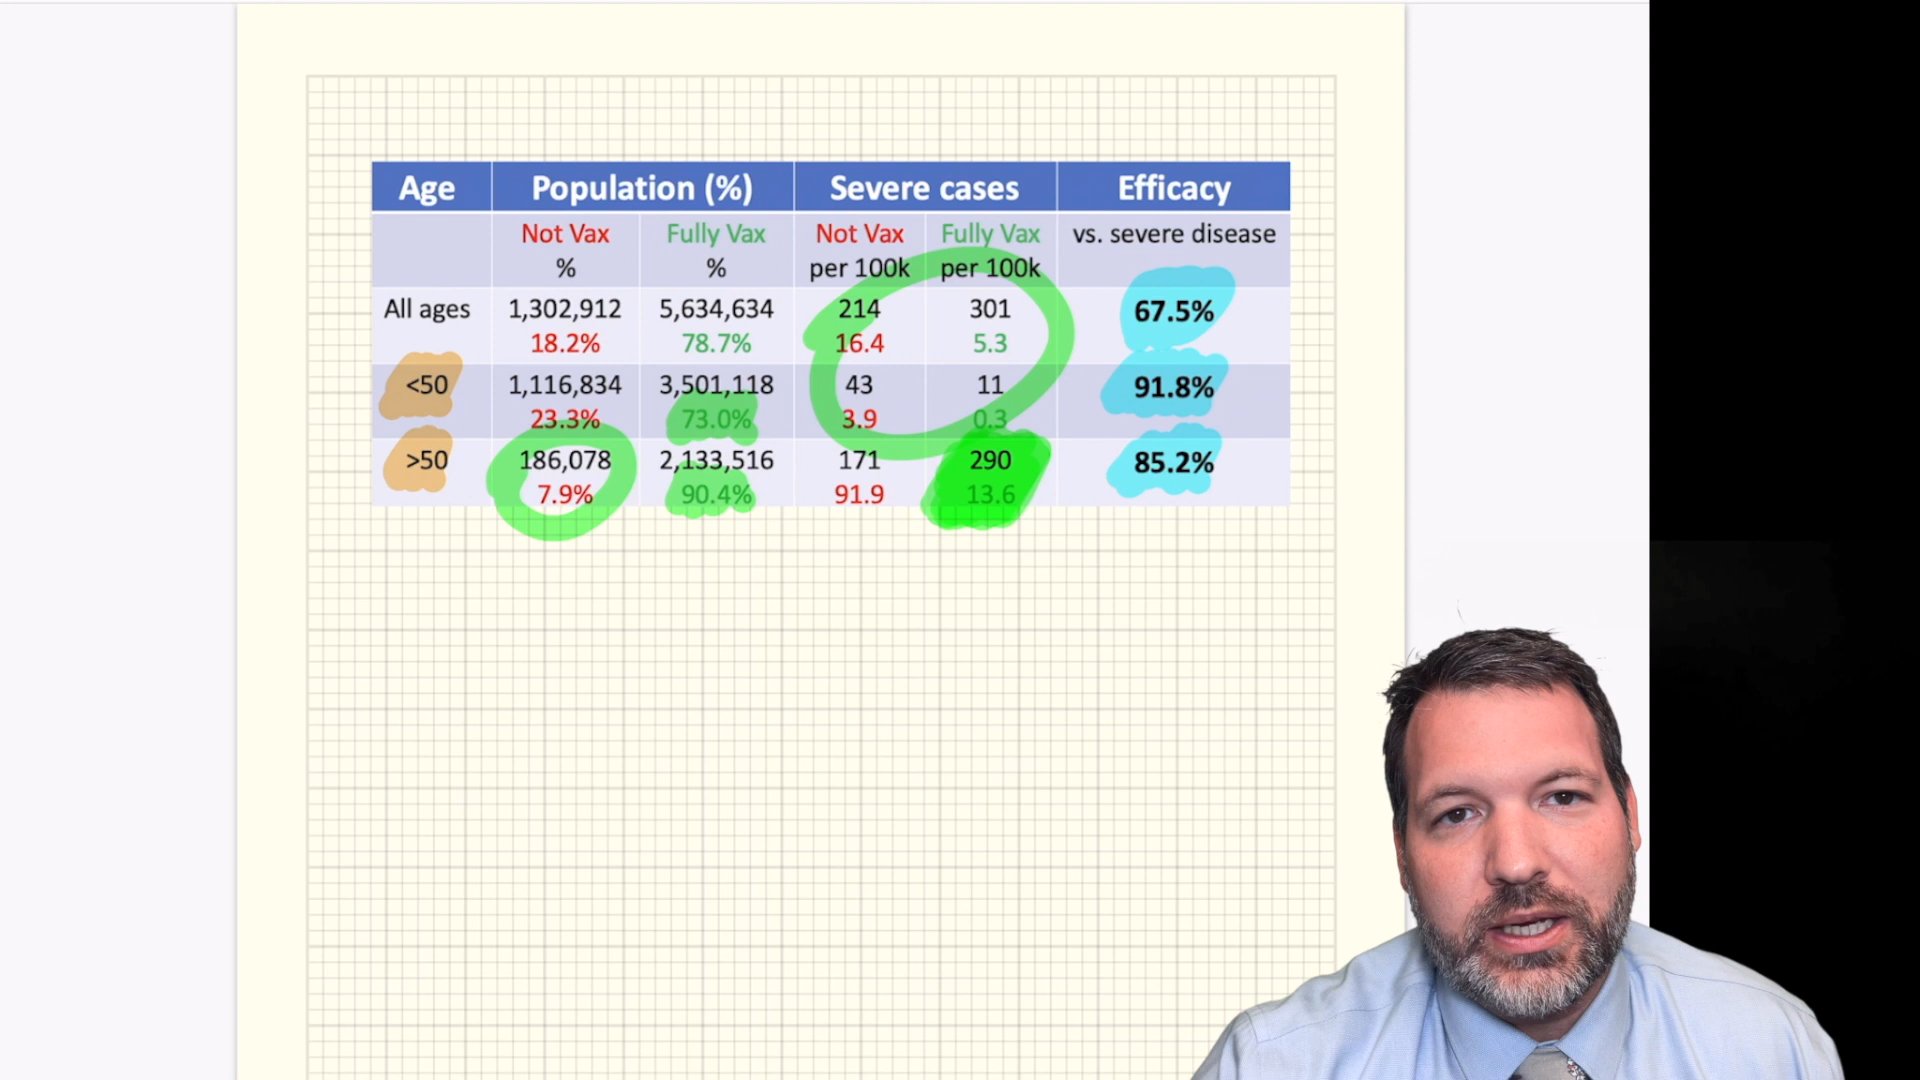 Age Population (%) Severe cases Efficacy
Not Vax Fully Vax Not Vax Fully Vax vs. severe disease
% % per 100k per 100k
All ages 1,302,912 5,634,634 214 301 67.5%
18.2% 78.7% 16.4 5.3
<50 1,116,834 3,501,118 43 11 91.8%
23.3% 73.0% 3.9 0.3
>50 186,078 2,133,516 171 290 85.2%
7.9% 90.4% 91.9 13.6